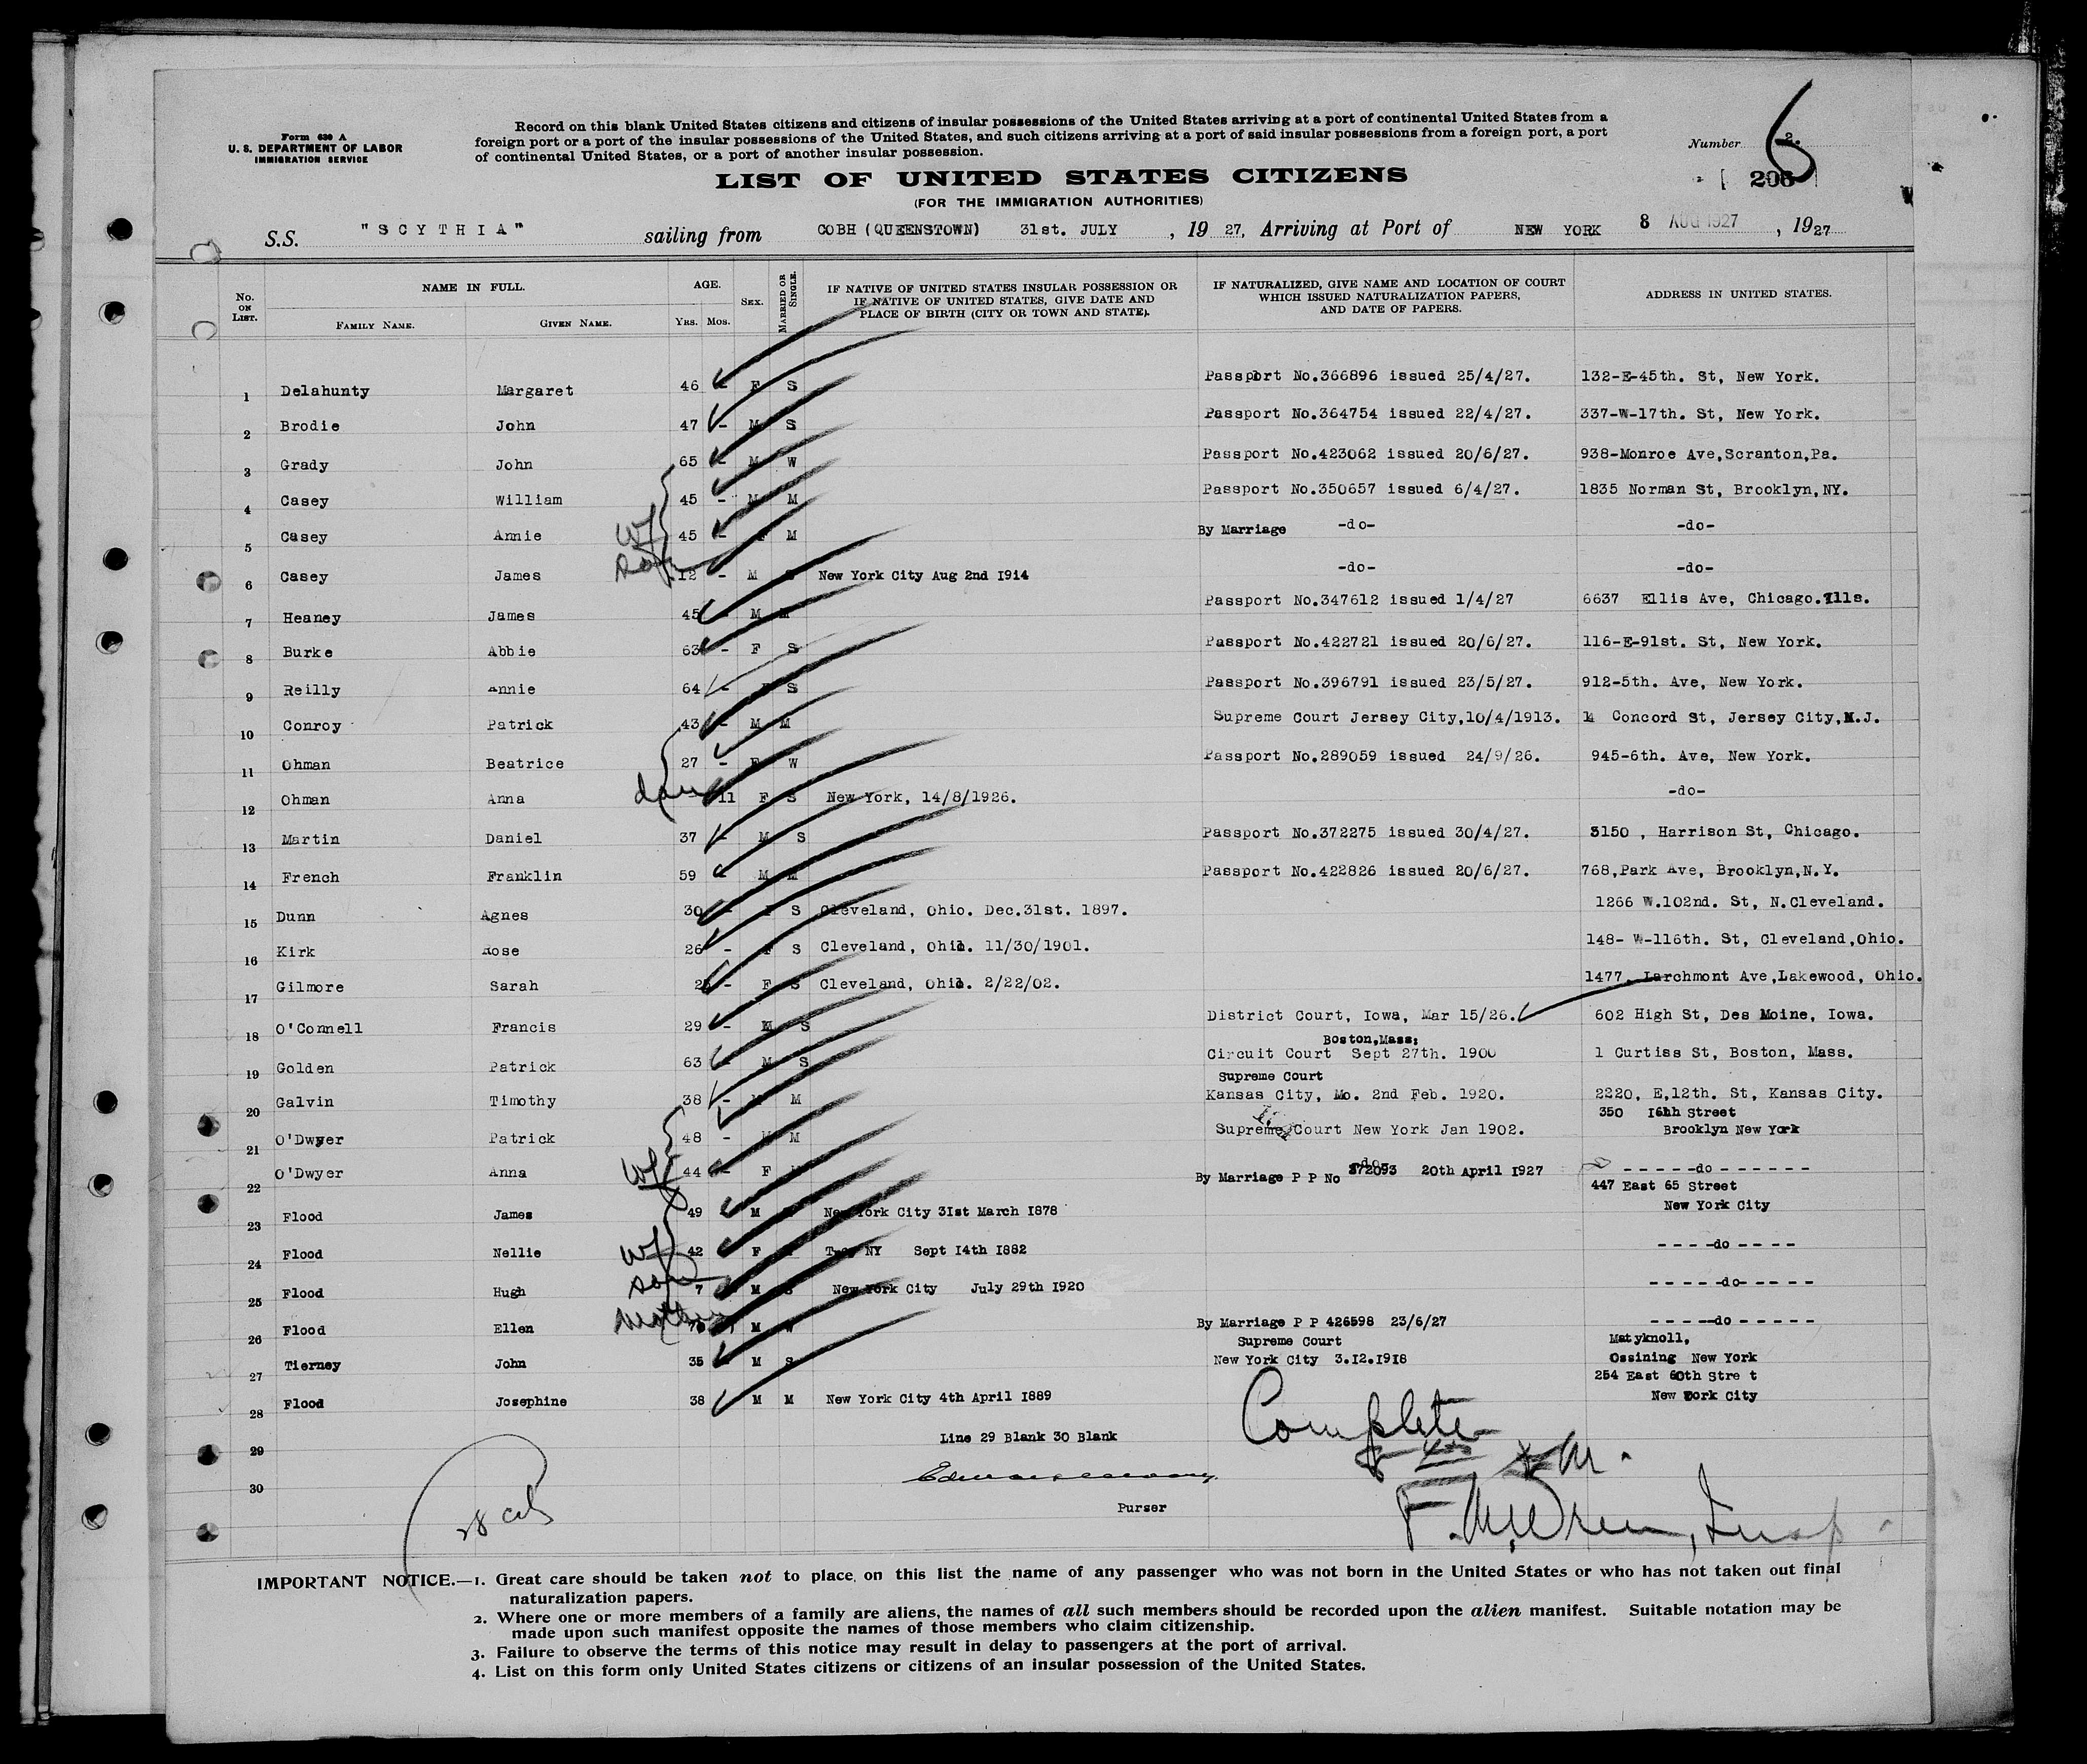 Form 630 A
U. S. DEPARTMENT OF LABOR
IMMIGRATION SERVICE
Record on this blank United States citizens and citizens of insular possessions of the United States arriving at a port of continental United States from a
foreign port or a port of the insular possessions of the United States, and such citizens arriving at a port of said insular possessions from a foreign port, a port
of continental United States, or a port of another insular possession.
Number 2. 6
206
LIST OF UNITED STATES CITIZENS
(FOR THE IMMIGRATION AUTHORITIES)
S.S. "SCYTHIA" sailing from COBH (QUEENSTOWN) 31st. JULY, 19 27, Arriving at Port of NEW YORK 8 AUG 1927, 1927
No. ON LIST. NAME IN FULL. FAMILY NAME. GIVEN NAME. AGE. YRS. MOS. SEX. MARRIED OR SINGLE. IF NATIVE OF UNITED STATES INSULAR POSSESSION OR IF NATIVE OF UNITED STATES, GIVE DATE AND PLACE OF BIRTH (CITY OR TOWN AND STATE). IF NATURALIZED, GIVE NAME AND LOCATION OF COURT WHICH ISSUED NATURALIZATION PAPERS, AND DATE OF PAPERS. ADDRESS IN UNITED STATES.
1 Delahunty Margaret 46 - F S Passport No.366896 issued 25/4/27. 132-E-45th. St, New York.
2 Brodie John 47 - M S Passport No.364754 issued 22/4/27. 337-W-17th. St, New York.
3 Grady John 65 - M W Passport No.423062 issued 20/6/27. 938-Monroe Ave,Scranton,Pa.
4 Casey William 45 - M M Passport No.350657 issued 6/4/27. 1835 Norman St, Brooklyn,NY.
5 Casey Annie wf 45 - F M By Marriage -do- -do-
6 Casey James son 12 - M New York City Aug 2nd 1914 -do- -do-
7 Heaney James 45 M M Passport No.347612 issued 1/4/27 6637 Ellis Ave, Chicago.Ills.
8 Burke Abbie 63 - F S Passport No.422721 issued 20/6/27. 116-E-91st. St, New York.
9 Reilly Annie 64 - F S Passport No.396791 issued 23/5/27. 912-5th. Ave, New York.
10 Conroy Patrick 43 - M M Supreme Court Jersey City,10/4/1913. 14 Concord St, Jersey City,N.J.
11 Ohman Beatrice 27 - F W Passport No.289059 issued 24/9/26. 945-6th. Ave, New York.
12 Ohman Anna dau 11 F S New York, 14/8/1926. -do-
13 Martin Daniel 37 - M S Passport No.372275 issued 30/4/27. 3150 , Harrison St, Chicago.
14 French Franklin 59 - M M Passport No.422826 issued 20/6/27. 768,Park Ave, Brooklyn,N.Y.
15 Dunn Agnes 30 - F S Cleveland, Ohio. Dec.31st. 1897. 1266 W.102nd. St, N.Cleveland.
16 Kirk Rose 26 - F S Cleveland, Ohio. 11/30/1901. 148- W-116th. St, Cleveland,Ohio.
17 Gilmore Sarah 25 - F S Cleveland, Ohio. 2/22/02. 1477 Larchmont Ave,Lakewood, Ohio.
18 O'Connell Francis 29 - M S District Court, Iowa, Mar 15/26. 602 High St, Des Moine, Iowa.
19 Golden Patrick 63 - M S Boston,Mass; Circuit Court Sept 27th. 1900 1 Curtiss St, Boston, Mass.
20 Galvin Timothy 38 - M M Supreme Court Kansas City, Mo. 2nd Feb. 1920. 2220, E,12th. St, Kansas City.
21 O'Dwyer Patrick 48 - M M Supreme Court New York Jan 1902. 350 16th Street Brooklyn New York
22 O'Dwyer Anna wf 44 - F M By Marriage P P No 372093 20th April 1927 - - - - -do - - - - - -
23 Flood James 49 M New York City 31st March 1878 447 East 65 Street New York City
24 Flood Nellie wf 42 F Troy NY Sept 14th 1882 - - - -do - - - -
25 Flood Hugh son 7 M S New York City July 29th 1920 - - - - -do- - - - -
26 Flood Ellen mother M W By Marriage P P 426598 23/6/27 - - - - -do - - - - -
27 Tierney John 35 M S Supreme Court New York City 3.12.1918 Matyknoll, Ossining New York
28 Flood Josephine 38 M M New York City 4th April 1889 254 East 60th Stre t New York City
29 Line 29 Blank 30 Blank
Complete
30
Purser
28 cit
IMPORTANT NOTICE.—1. Great care should be taken not to place on this list the name of any passenger who was not born in the United States or who has not taken out final
naturalization papers.
2. Where one or more members of a family are aliens, the names of all such members should be recorded upon the alien manifest. Suitable notation may be
made upon such manifest opposite the names of those members who claim citizenship.
3. Failure to observe the terms of this notice may result in delay to passengers at the port of arrival.
4. List on this form only United States citizens or citizens of an insular possession of the United States.